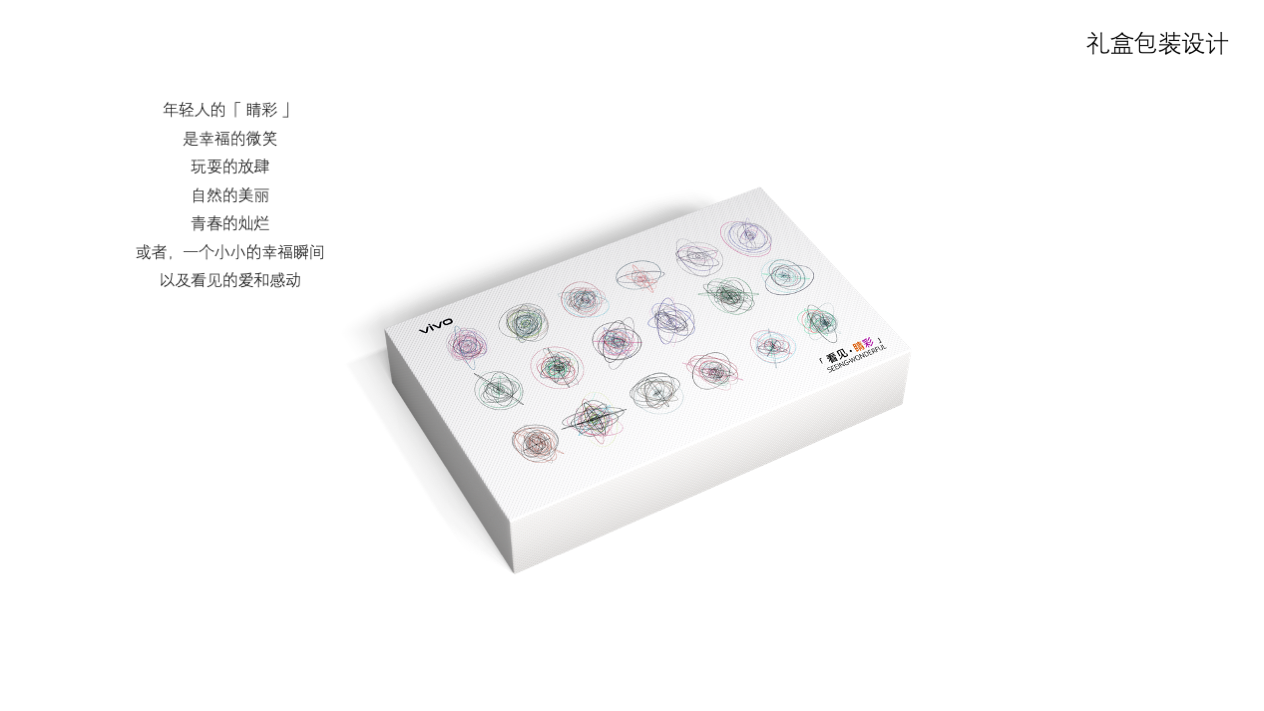 礼盒包装设计
年轻人的「睛彩」
是幸福的微笑
玩耍的放肆
自然的美丽
青春的灿烂
或者，一个小小的幸福瞬间
以及看见的爱和感动
vivo
「看见·睛彩」
SEEING·WONDERFUL